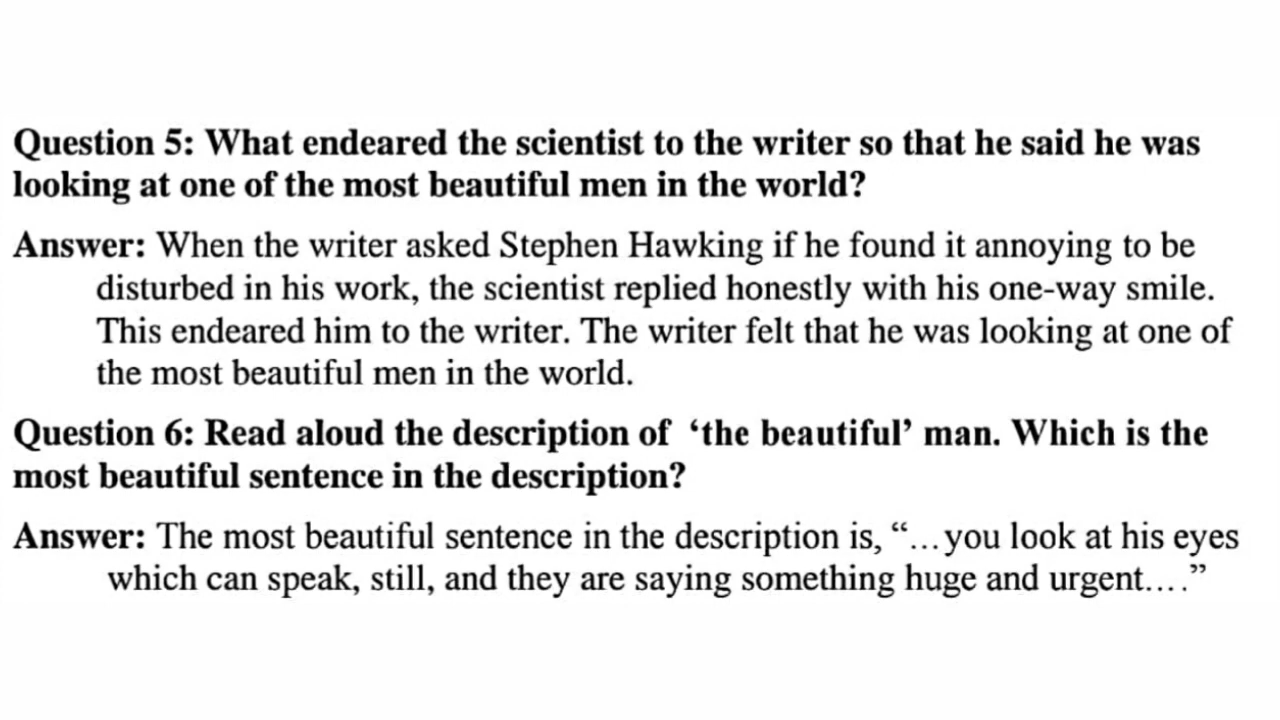 Question 5: What endeared the scientist to the writer so that he said he was
looking at one of the most beautiful men in the world?
Answer: When the writer asked Stephen Hawking if he found it annoying to be
disturbed in his work, the scientist replied honestly with his one-way smile.
This endeared him to the writer. The writer felt that he was looking at one of
the most beautiful men in the world.
Question 6: Read aloud the description of ‘the beautiful’ man. Which is the
most beautiful sentence in the description?
Answer: The most beautiful sentence in the description is, “…you look at his eyes
which can speak, still, and they are saying something huge and urgent….”